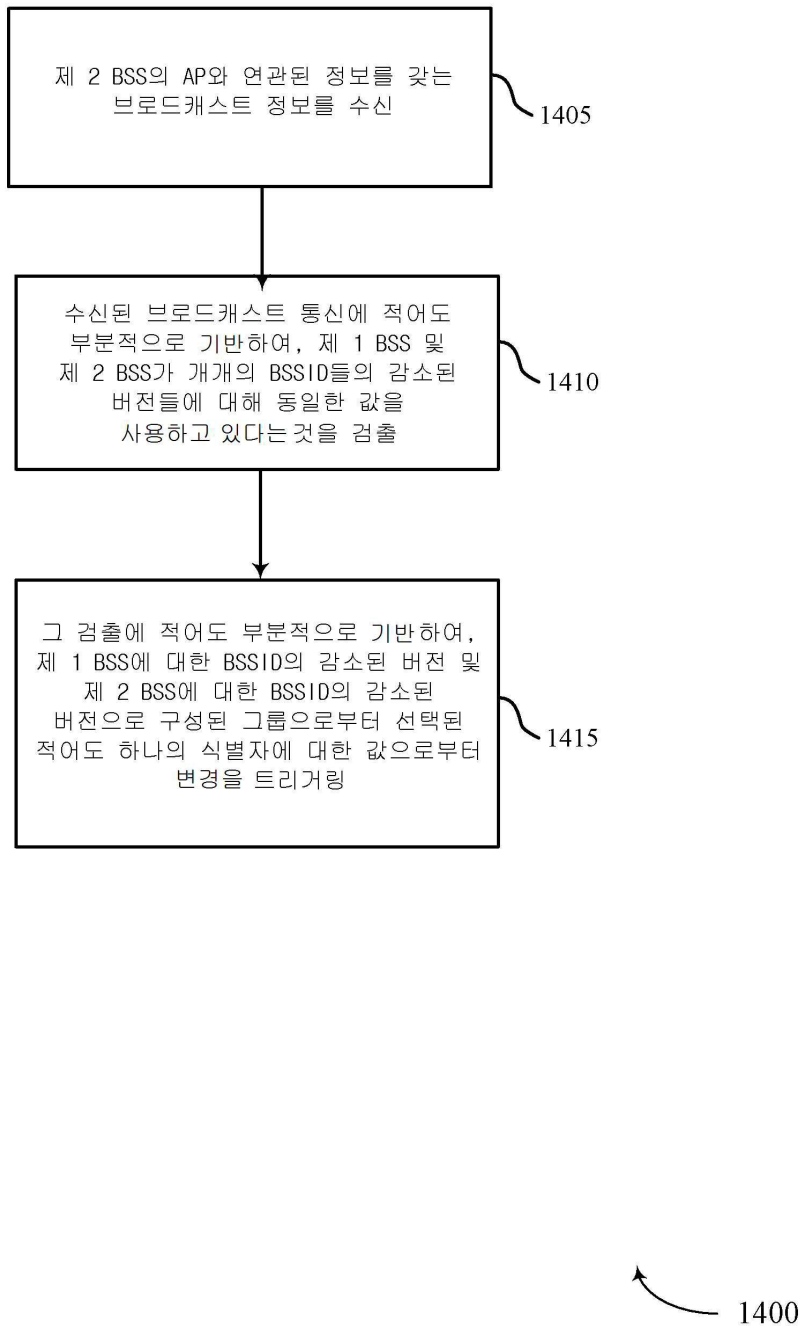 제 2 BSS의 AP와 연관된 정보를 갖는
브로드캐스트 정보를 수신
1405
수신된 브로드캐스트 통신에 적어도
부분적으로 기반하여, 제 1 BSS 및
제 2 BSS가 개개의 BSSID들의 감소된
버전들에 대해 동일한 값을
사용하고 있다는것을 검출
1410
그 검출에 적어도 부분적으로 기반하여,
제 1 BSS에 대한 BSSID의 감소된 버전 및
제 2 BSS에 대한 BSSID의 감소된
버전으로 구성된 그룹으로부터 선택된
적어도 하나의 식별자에 대한 값으로부터
변경을 트리거링
1415
1400